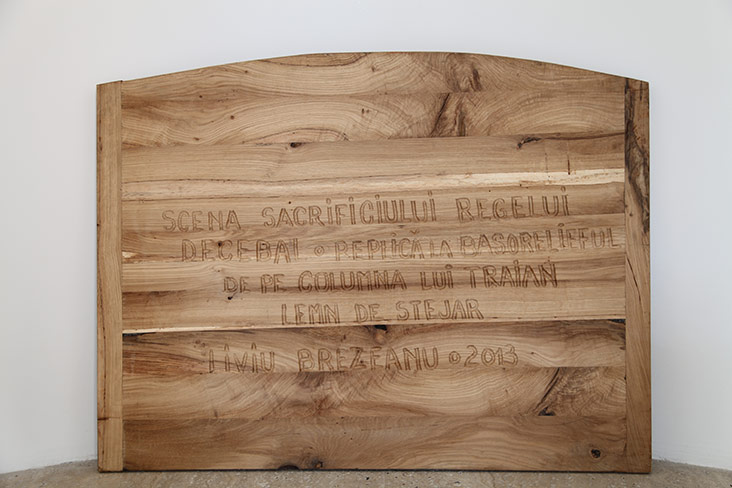 SCENA SACRIFICIULUI REGELUI
DECEBAL o REPLICĂ LA BASORELIEFUL
DE PE COLUMNA LUI TRAIAN
LEMN DE STEJAR
LIVIU BREZEANU o 2013